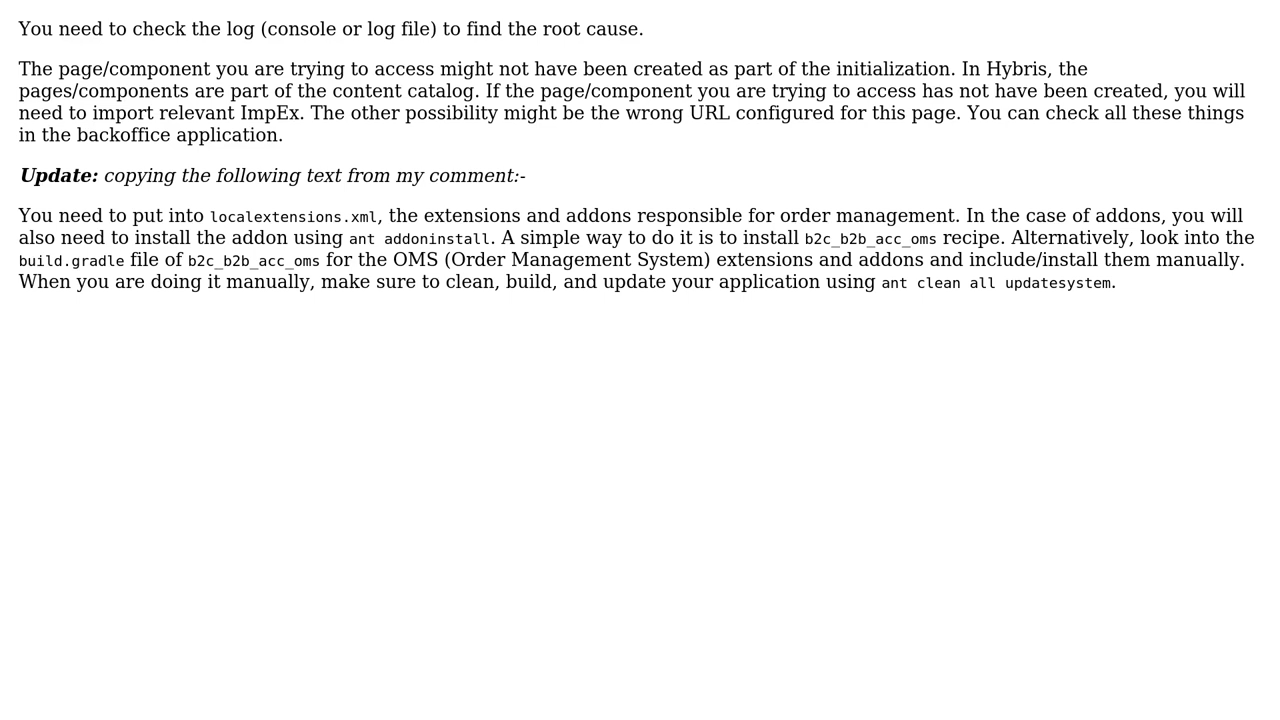 You need to check the log (console or log file) to find the root cause.
The page/component you are trying to access might not have been created as part of the initialization. In Hybris, the
pages/components are part of the content catalog. If the page/component you are trying to access has not have been created, you will
need to import relevant ImpEx. The other possibility might be the wrong URL configured for this page. You can check all these things
in the backoffice application.
Update: copying the following text from my comment:-
You need to put into localextensions.xml, the extensions and addons responsible for order management. In the case of addons, you will
also need to install the addon using ant addoninstall. A simple way to do it is to install b2c_b2b_acc_oms recipe. Alternatively, look into the
build.gradle file of b2c_b2b_acc_oms for the OMS (Order Management System) extensions and addons and include/install them manually.
When you are doing it manually, make sure to clean, build, and update your application using ant clean all updatesystem.